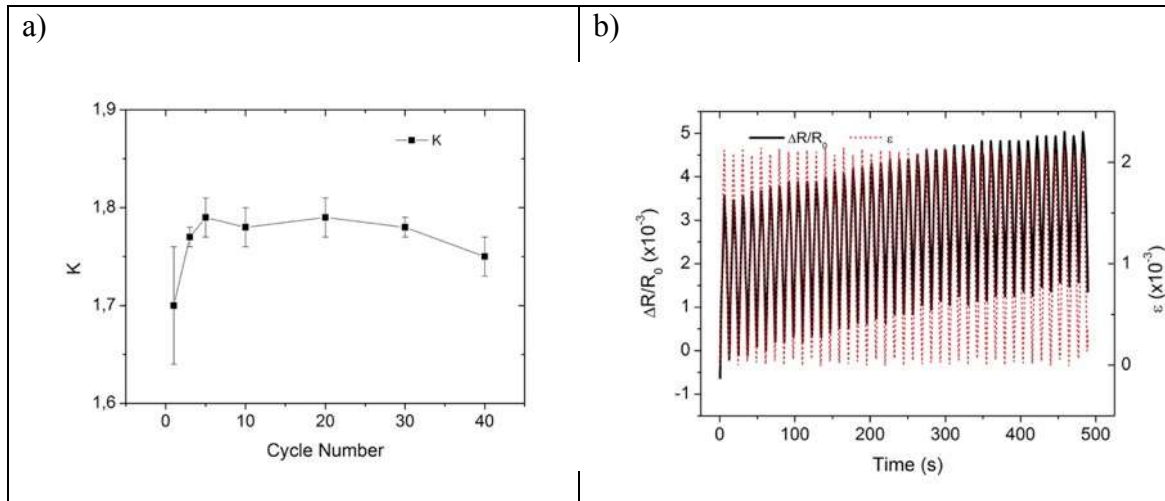 a)
b)
1,9
1,8
1,7
1,6
K
K
0
10
20
30
40
Cycle Number
5
4
3
2
1
0
-1
ΔR/R₀ (x10⁻³)
ΔR/R₀
ε
2
1
0
ε (x10⁻³)
0
100
200
300
400
500
Time (s)